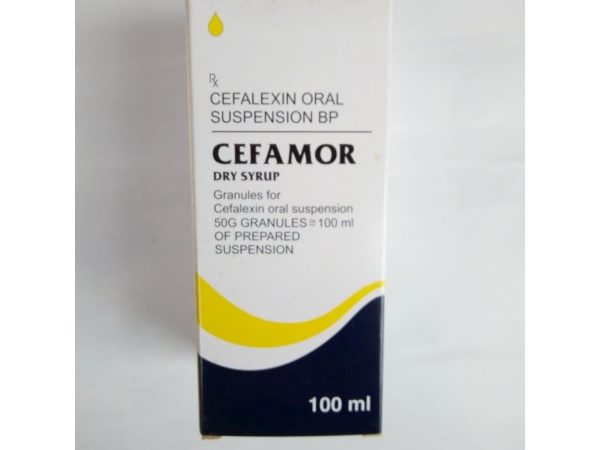 Rx
CEFALEXIN ORAL
SUSPENSION BP
CEFAMOR
DRY SYRUP
Granules for
Cefalexin oral suspension
50G GRANULES≅100 ml
OF PREPARED
SUSPENSION
100 ml